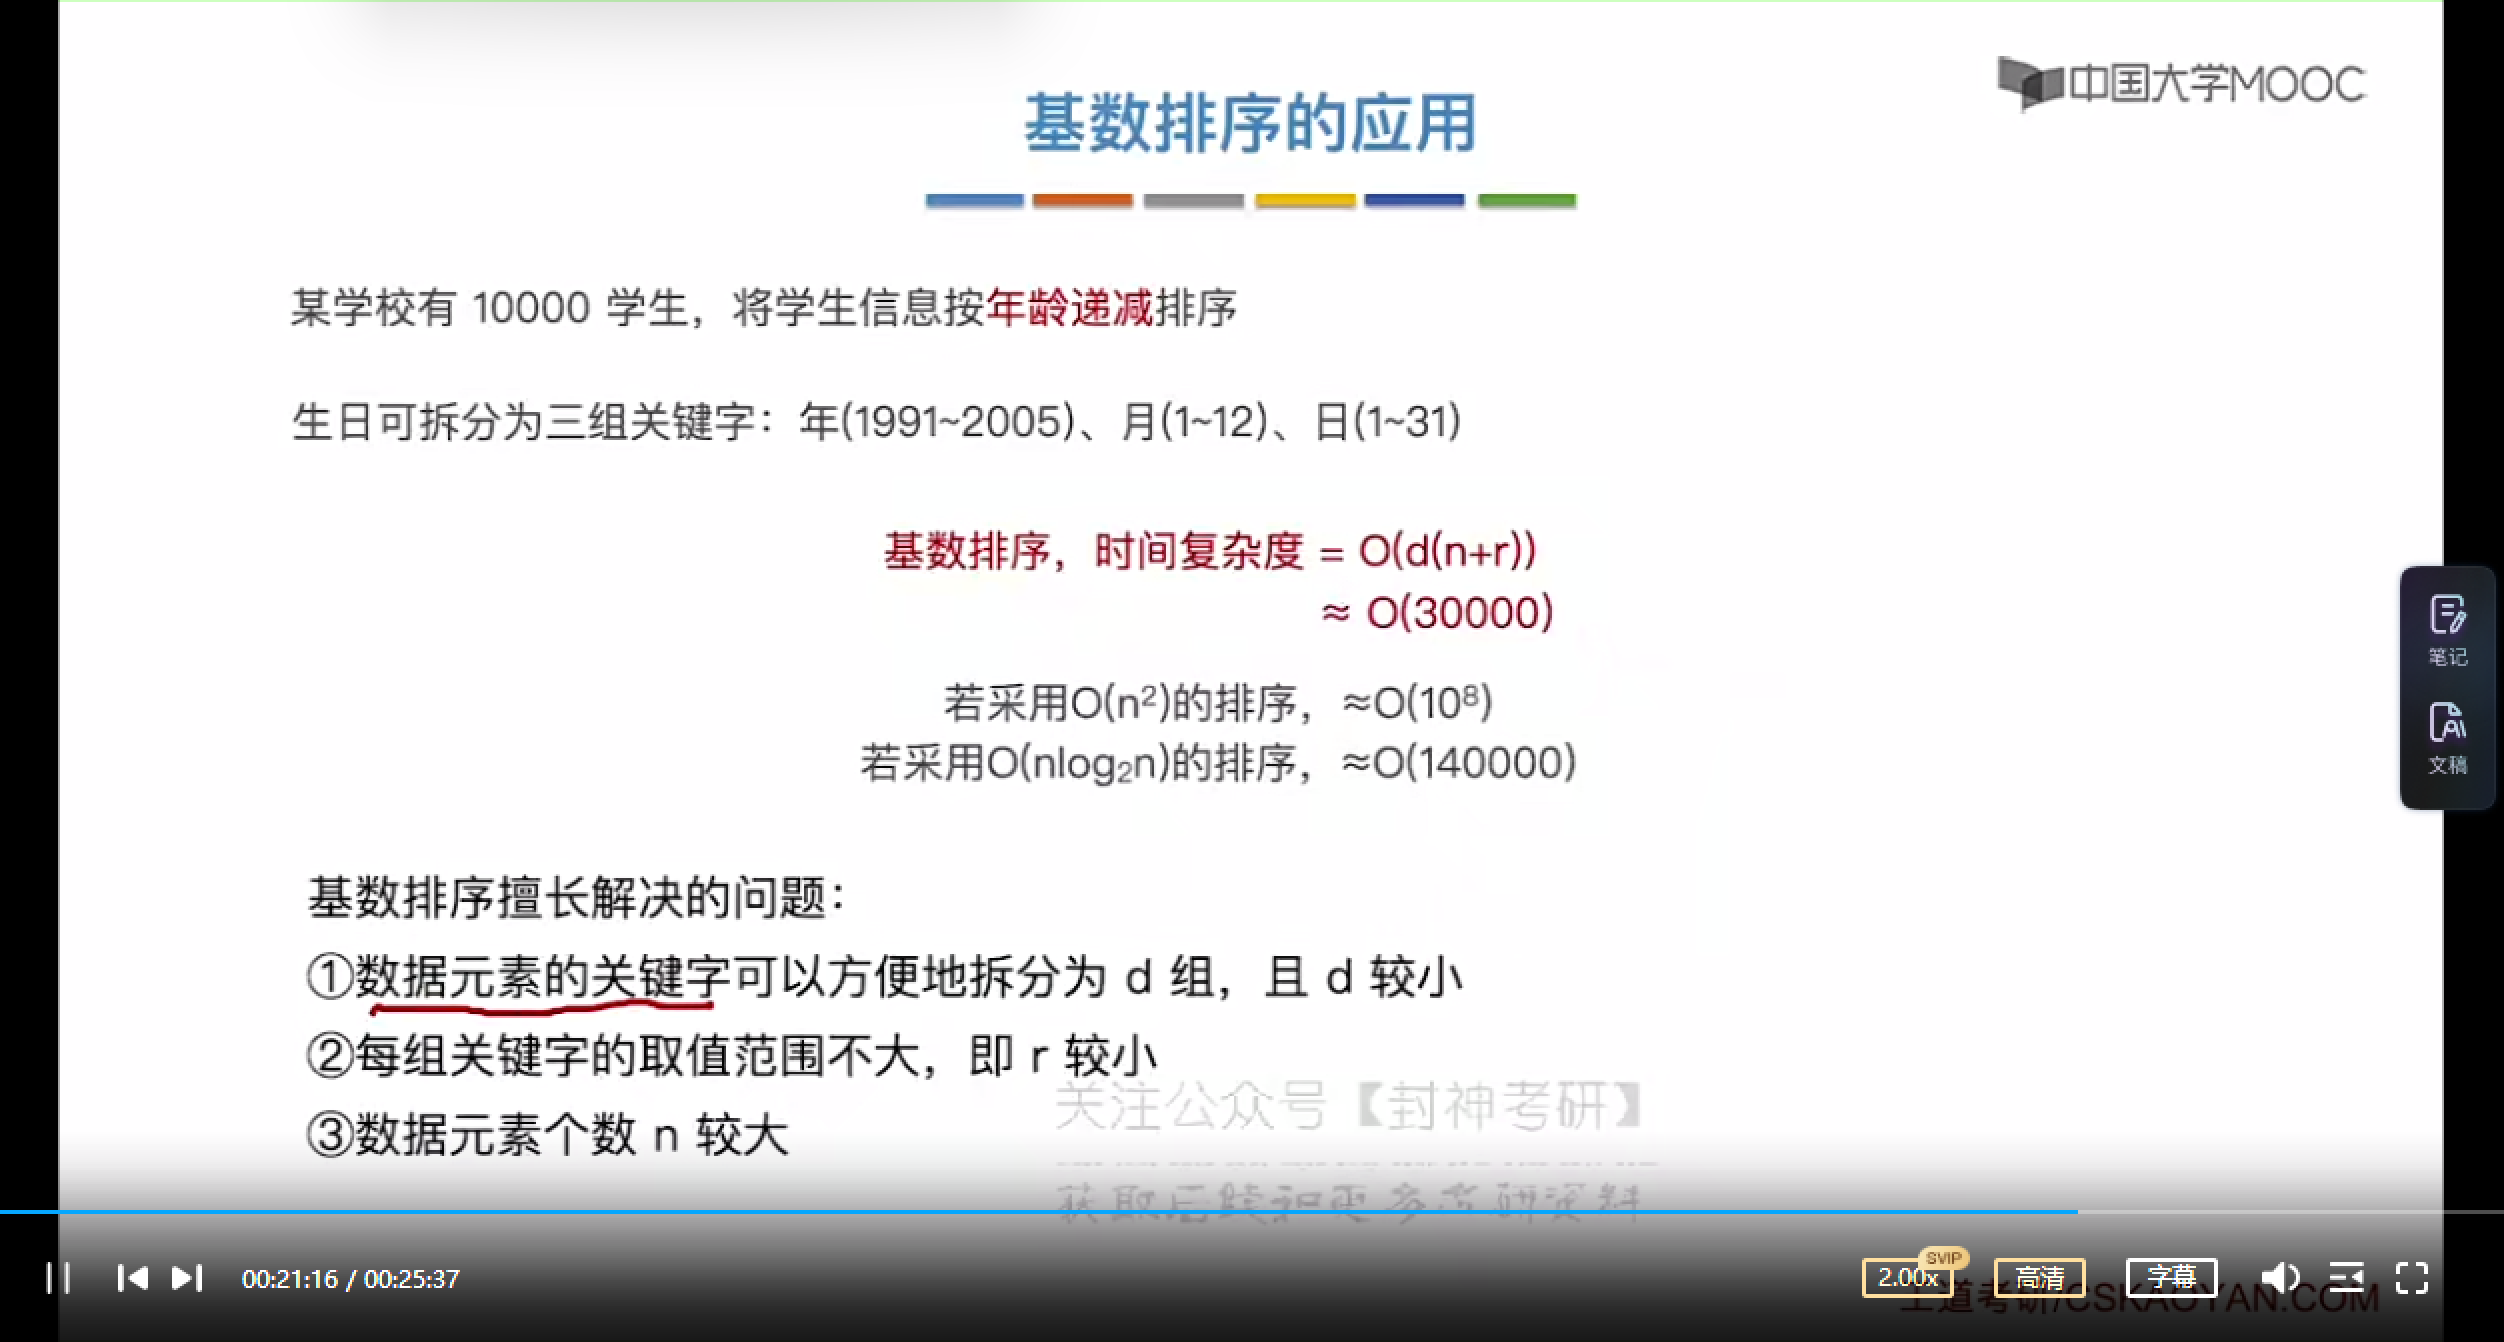 中国大学MOOC
基数排序的应用
某学校有 10000 学生，将学生信息按年龄递减排序
生日可拆分为三组关键字：年(1991~2005)、月(1~12)、日(1~31)
基数排序，时间复杂度 = O(d(n+r))
≈ O(30000)
若采用O(n²)的排序，≈O(10⁸)
若采用O(nlog₂n)的排序，≈O(140000)
笔记
文稿
基数排序擅长解决的问题：
①数据元素的关键字可以方便地拆分为 d 组，且 d 较小
②每组关键字的取值范围不大，即 r 较小
③数据元素个数 n 较大
关注公众号【封神考研】
获取后续和更多考研资料
00:21:16 / 00:25:37
2.00x
SVIP
高清
字幕
王道考研/CSKAOYAN.COM